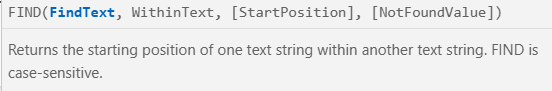 FIND(FindText, WithinText, [StartPosition], [NotFoundValue])
Returns the starting position of one text string within another text string. FIND is
case-sensitive.